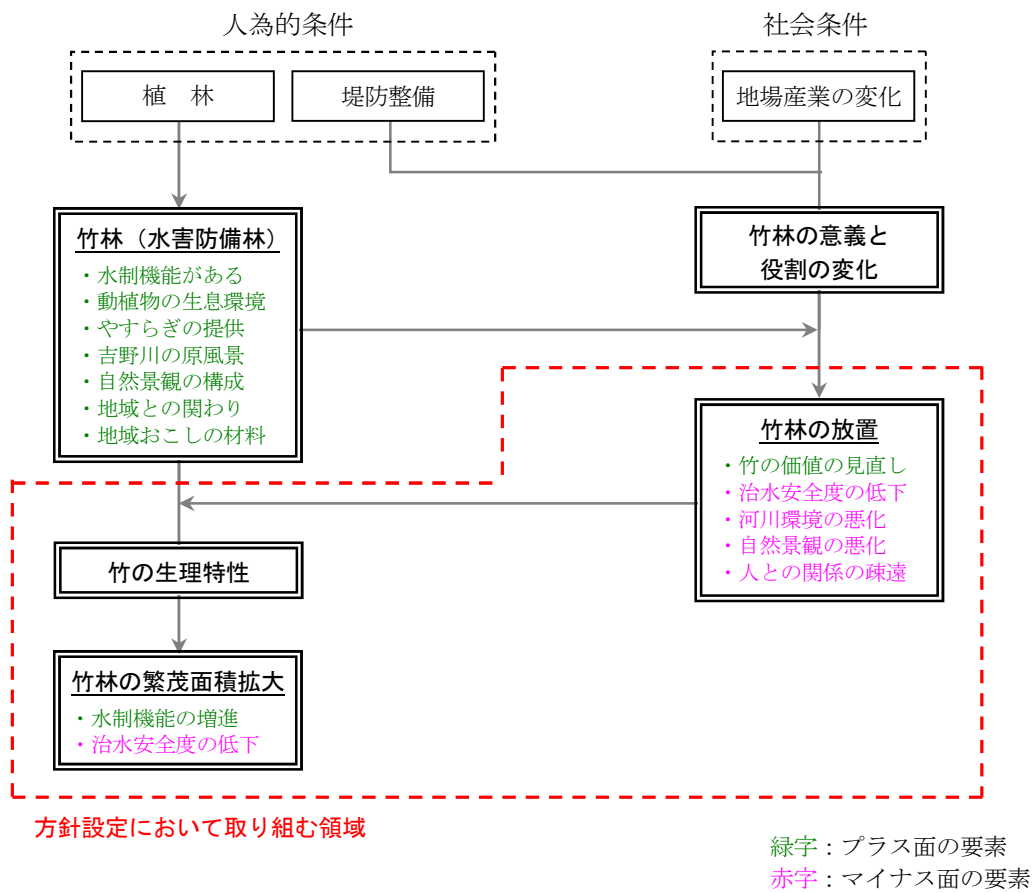 人為的条件
社会条件
植　林
堤防整備
地場産業の変化
竹林（水害防備林）
・水制機能がある
・動植物の生息環境
・やすらぎの提供
・吉野川の原風景
・自然景観の構成
・地域との関わり
・地域おこしの材料
竹林の意義と
役割の変化
竹林の放置
・竹の価値の見直し
・治水安全度の低下
・河川環境の悪化
・自然景観の悪化
・人との関係の疎遠
竹の生理特性
竹林の繁茂面積拡大
・水制機能の増進
・治水安全度の低下
方針設定において取り組む領域
緑字：プラス面の要素
赤字：マイナス面の要素